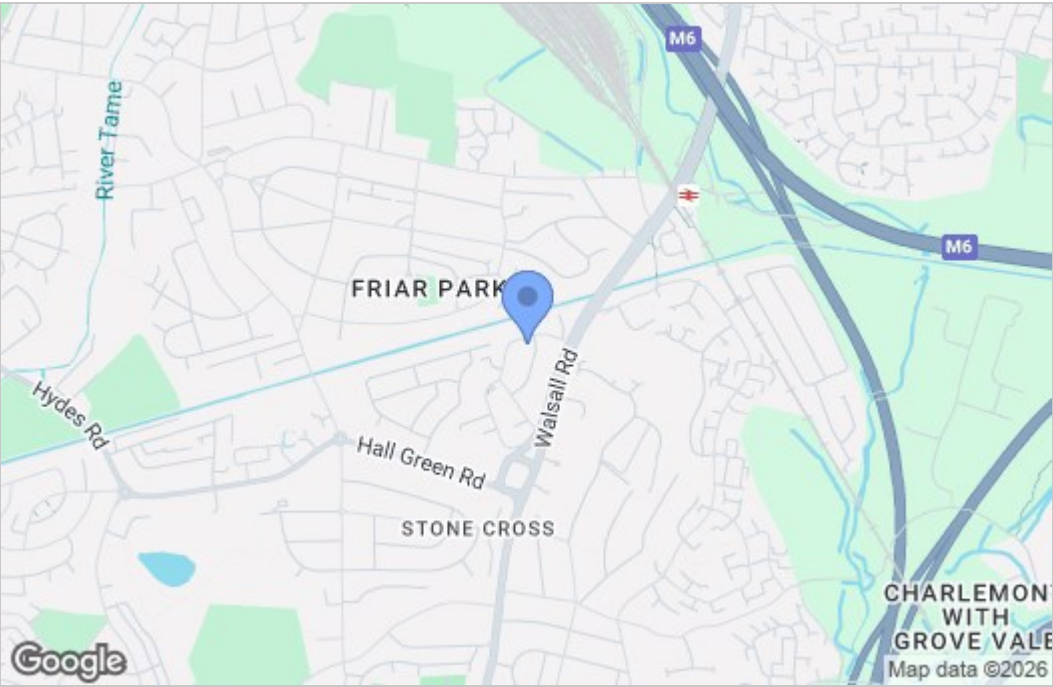 M6
River Tame
M6
FRIAR PARK
Walsall Rd
Hydes Rd
Hall Green Rd
STONE CROSS
CHARLEMON
WITH
GROVE VALE
Google
Map data ©2026